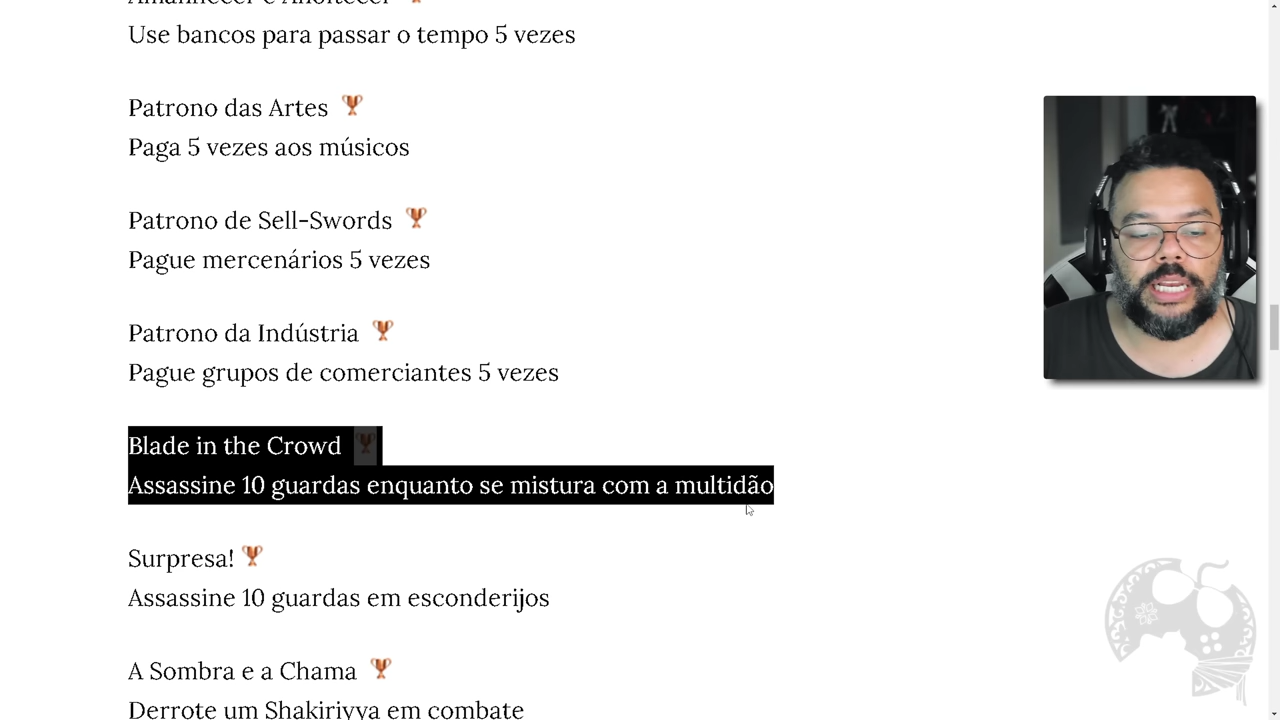 Amanhecer e Anoitecer
Use bancos para passar o tempo 5 vezes
Patrono das Artes
Paga 5 vezes aos músicos
Patrono de Sell-Swords
Pague mercenários 5 vezes
Patrono da Indústria
Pague grupos de comerciantes 5 vezes
Blade in the Crowd
Assassine 10 guardas enquanto se mistura com a multidão
Surpresa!
Assassine 10 guardas em esconderijos
A Sombra e a Chama
Derrote um Shakiriyya em combate